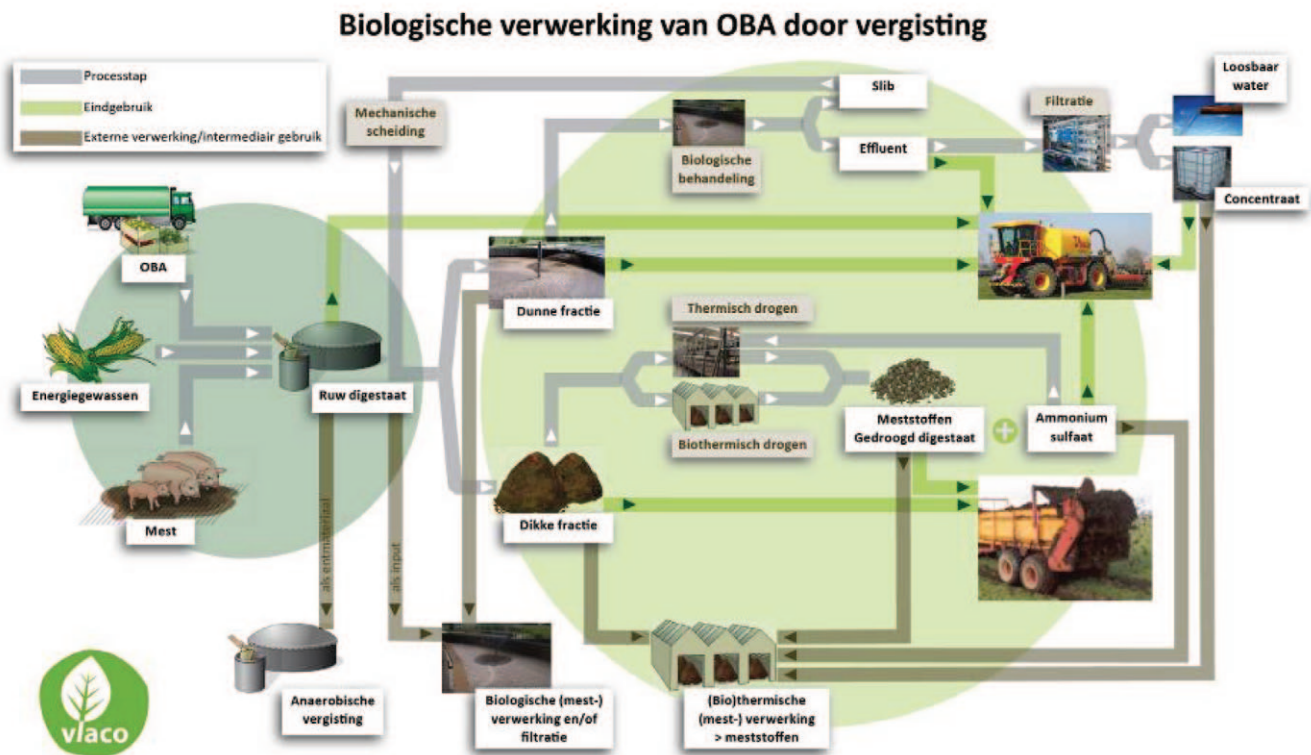 Biologische verwerking van OBA door vergisting
Processtap
Eindgebruik
Externe verwerking/intermediair gebruik
Mechanische
scheiding
Slib
Effluent
Biologische
behandeling
Filtratie
Loosbaar
water
Concentraat
OBA
Energiegewassen
Mest
Ruw digestaat
Dunne fractie
Thermisch drogen
Biothermisch drogen
Meststoffen
Gedroogd digestaat
+
Ammonium
sulfaat
Dikke fractie
als entmateriaal
als input
Anaerobische
vergisting
Biologische (mest-)
verwerking en/of
filtratie
(Bio)thermische
(mest-) verwerking
> meststoffen
vlaco